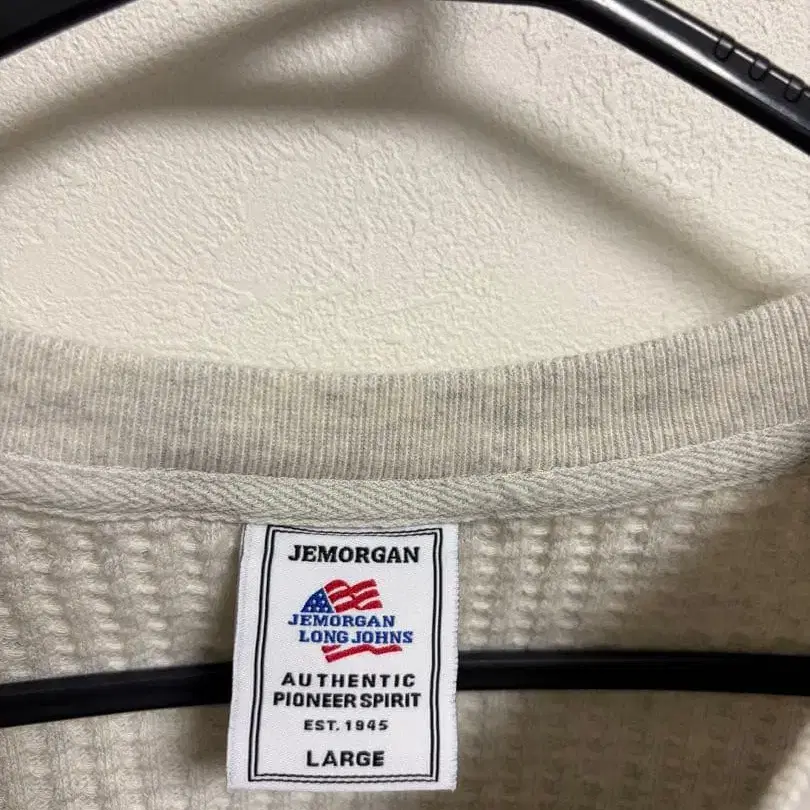 JEMORGAN
JEMORGAN
LONG JOHNS
AUTHENTIC
PIONEER SPIRIT
EST. 1945
LARGE